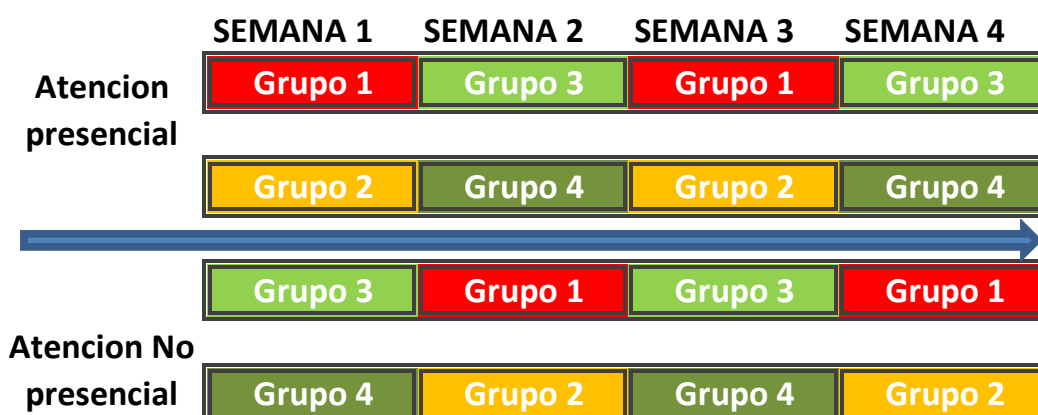 SEMANA 1 SEMANA 2 SEMANA 3 SEMANA 4
Atencion presencial
Grupo 1 Grupo 3 Grupo 1 Grupo 3
Grupo 2 Grupo 4 Grupo 2 Grupo 4
Grupo 3 Grupo 1 Grupo 3 Grupo 1
Atencion No
presencial
Grupo 4 Grupo 2 Grupo 4 Grupo 2